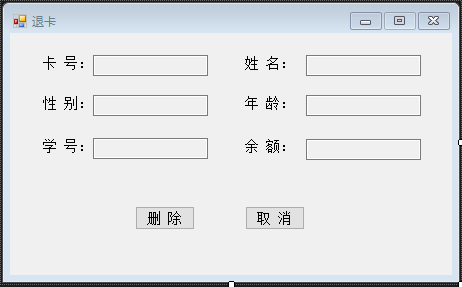 退卡
卡 号： 姓 名：
性 别： 年 龄：
学 号： 余 额：
删 除 取 消